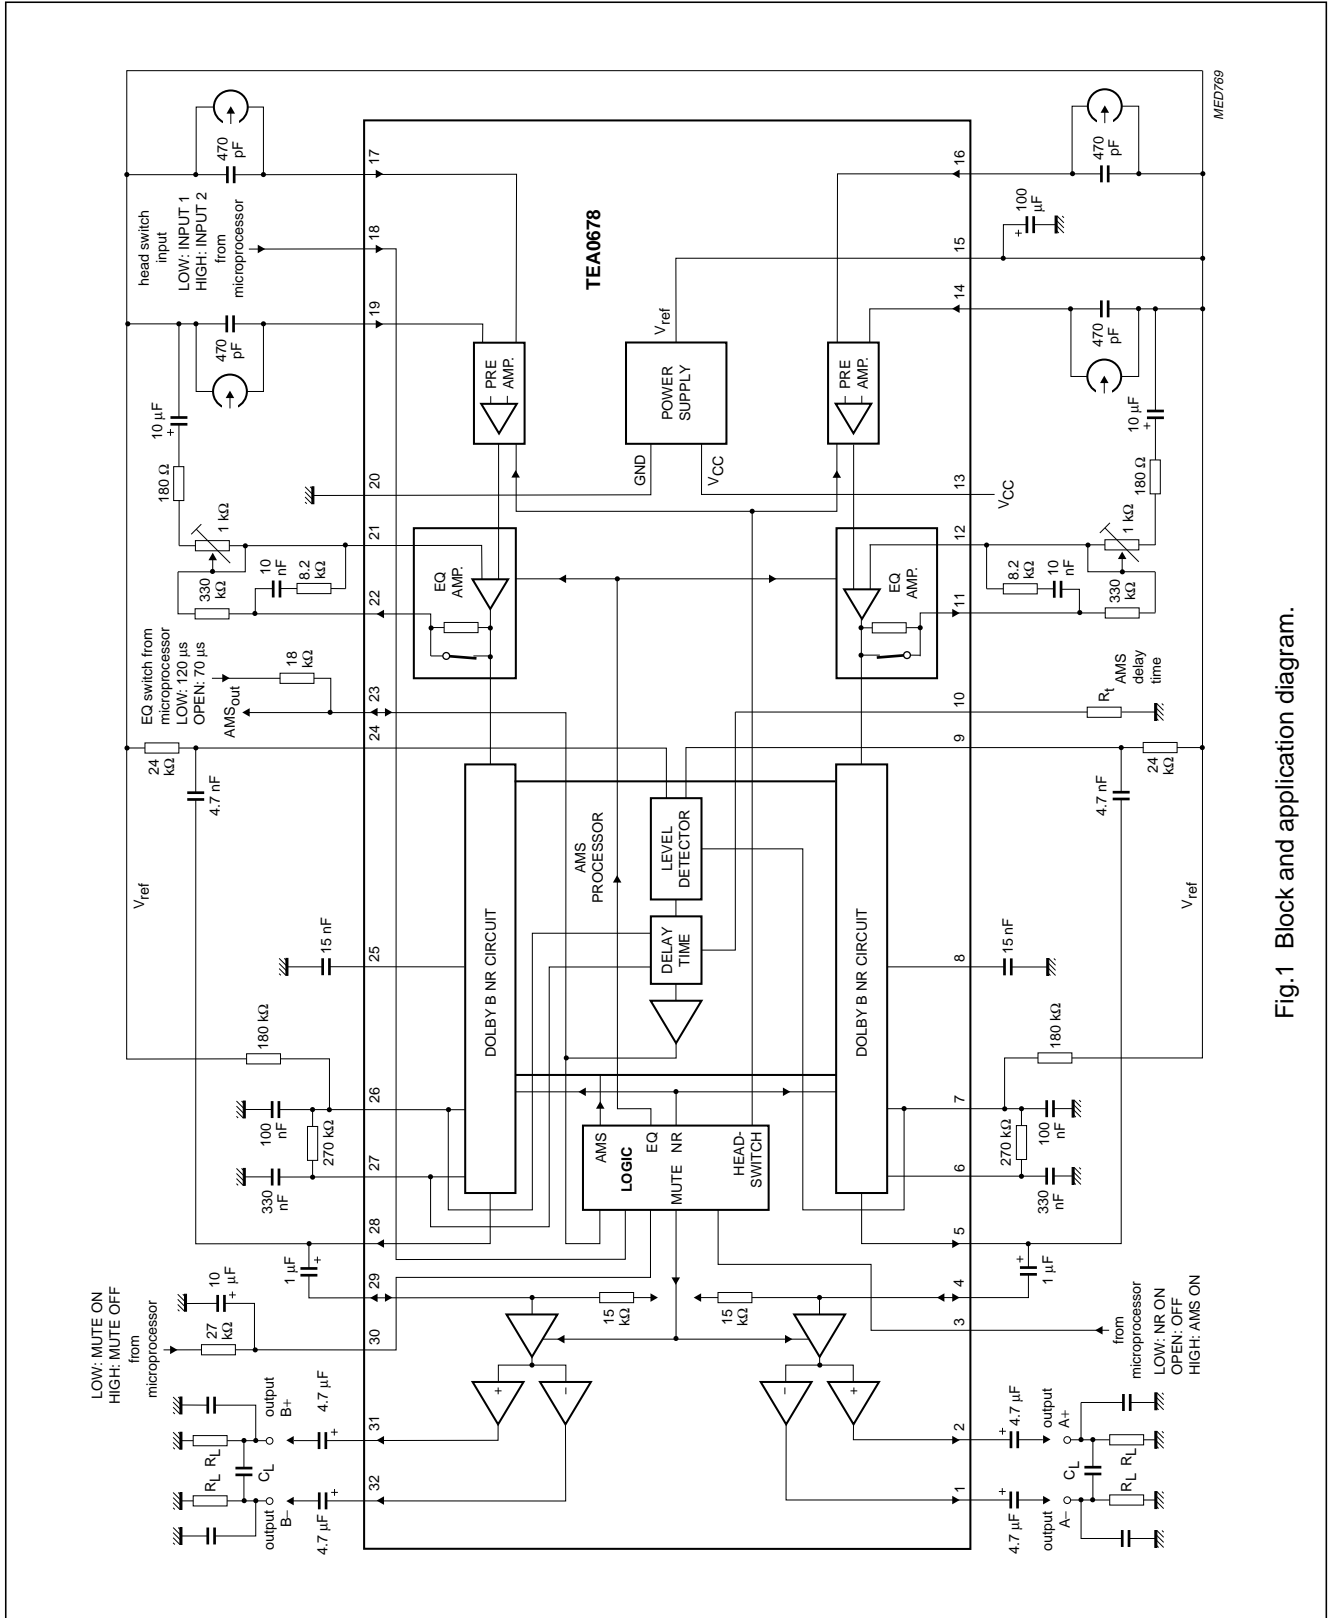 LOW: MUTE ON
HIGH: MUTE OFF
from
microprocessor
27
kΩ
10
μF
+
30
output
B−
output
B+
RL
RL
CL
4.7 μF
+
4.7 μF
+
32
31
1 μF
+
29
28
330
nF
270 kΩ
100
nF
27
26
180 kΩ
15 nF
25
Vref
4.7 nF
24
kΩ
24
23
EQ switch from
microprocessor
LOW: 120 μs
OPEN: 70 μs
AMSout
18
kΩ
22
330
kΩ
10
nF
8.2
kΩ
1 kΩ
21
180 Ω
10 μF
+
20
470
pF
19
head switch
input
LOW: INPUT 1
HIGH: INPUT 2
from
microprocessor
18
470
pF
17
+
−
−
+
15
kΩ
15
kΩ
AMS
LOGIC
EQ
MUTE NR
HEAD-
SWITCH
DOLBY B NR CIRCUIT
DELAY
TIME
LEVEL
DETECTOR
AMS
PROCESSOR
DOLBY B NR CIRCUIT
EQ
AMP.
EQ
AMP.
PRE
AMP.
PRE
AMP.
GND
VCC
POWER
SUPPLY
Vref
TEA0678
1
2
4.7 μF
+
4.7 μF
+
output
A−
output
A+
CL
RL
RL
3
from
microprocessor
LOW: NR ON
OPEN: OFF
HIGH: AMS ON
4
5
1 μF
+
6
7
330
nF
270 kΩ
100
nF
180 kΩ
8
15 nF
Vref
4.7 nF
24
kΩ
9
10
Rt
AMS
delay
time
11
12
8.2
kΩ
10
nF
330
kΩ
1 kΩ
180 Ω
10 μF
+
13
VCC
14
470
pF
15
100
μF
+
16
470
pF
MED769
Fig.1 Block and application diagram.